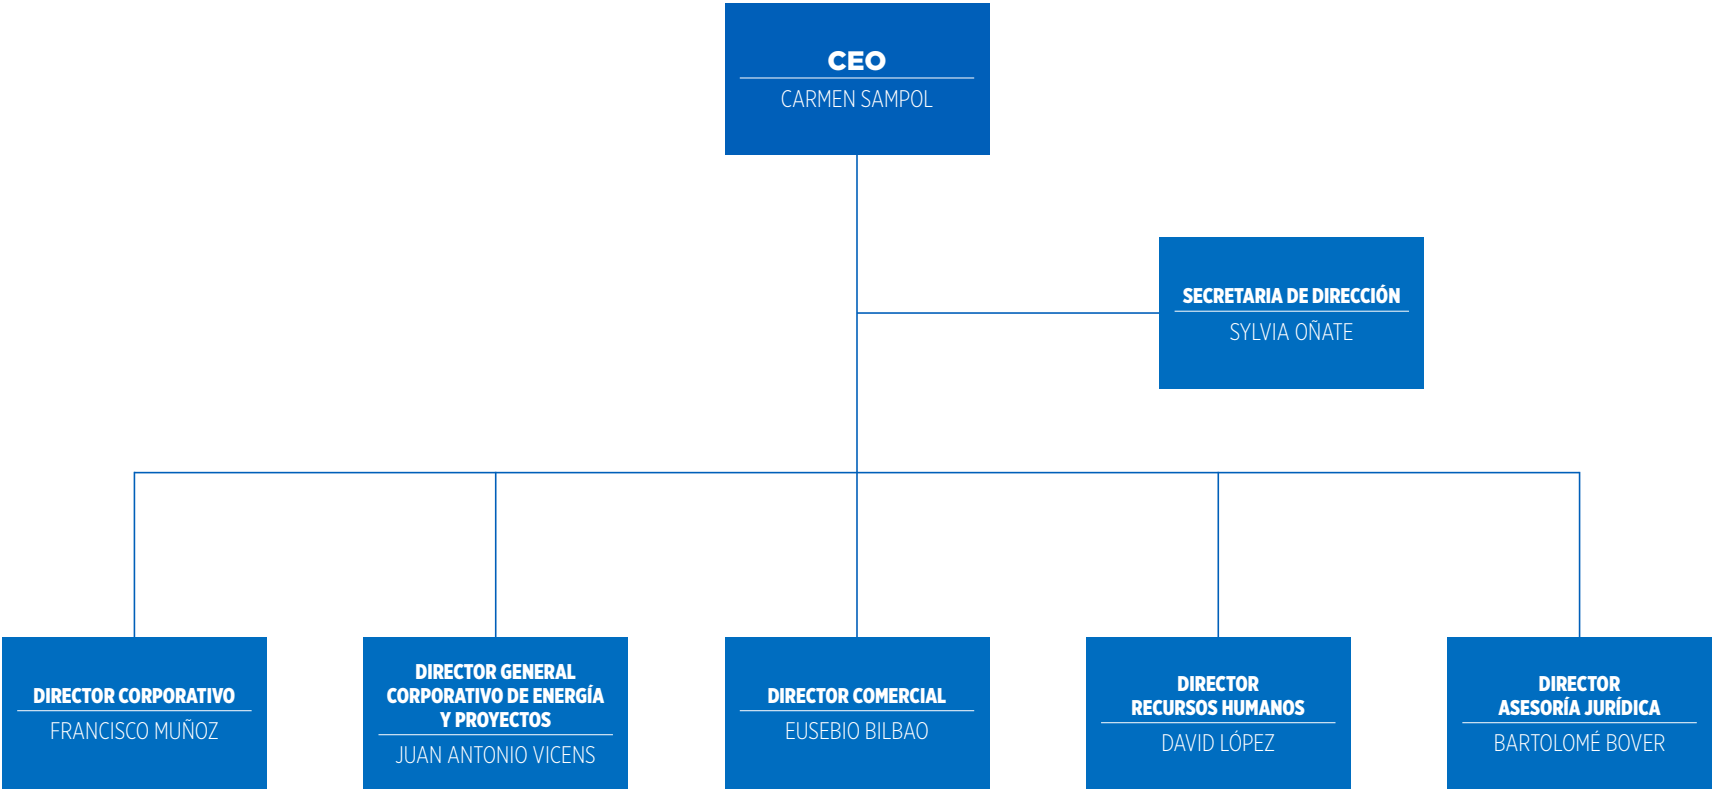 CEO
CARMEN SAMPOL
SECRETARIA DE DIRECCIÓN
SYLVIA OÑATE
DIRECTOR CORPORATIVO
FRANCISCO MUÑOZ
DIRECTOR GENERAL
CORPORATIVO DE ENERGÍA
Y PROYECTOS
JUAN ANTONIO VICENS
DIRECTOR COMERCIAL
EUSEBIO BILBAO
DIRECTOR
RECURSOS HUMANOS
DAVID LÓPEZ
DIRECTOR
ASESORÍA JURÍDICA
BARTOLOMÉ BOVER